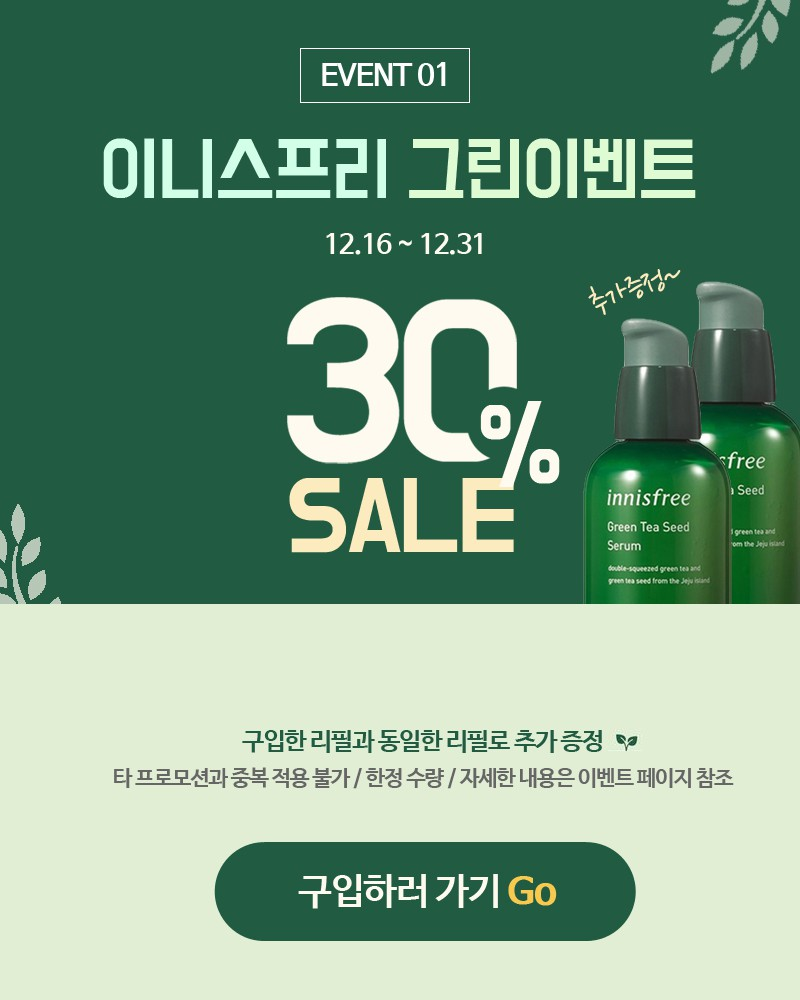 EVENT 01
이니스프리 그린이벤트
12.16 ~ 12.31
30%
SALE
추가증정~
innisfree
Green Tea Seed
Serum
double-squeezed green tea and
green tea seed from the Jeju island
sfree
Seed
green tea and
from the Jeju island
구입한 리필과 동일한 리필로 추가 증정
타 프로모션과 중복 적용 불가 / 한정 수량 / 자세한 내용은 이벤트 페이지 참조
구입하러 가기 Go